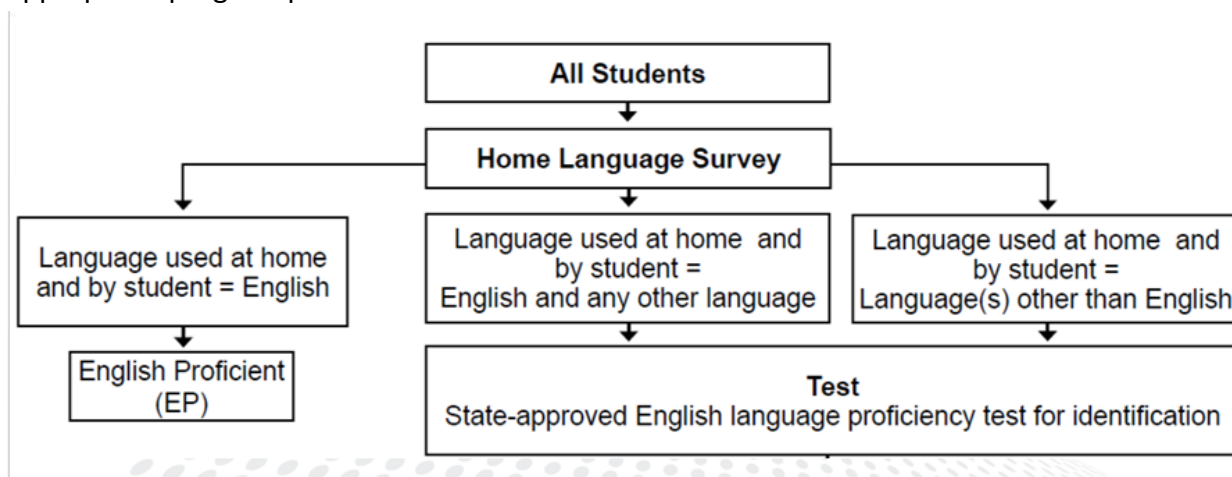 All Students
Home Language Survey
Language used at home
and by student = English
Language used at home and
by student =
English and any other language
Language used at home and
by student =
Language(s) other than English
English Proficient
(EP)
Test
State-approved English language proficiency test for identification